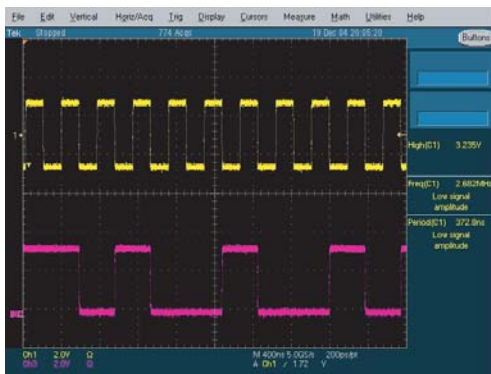 File Edit Vertical Horiz/Acq Trig Display Cursors Measure Math Utilities Help
Tek Stopped 774 Acqs 19 Dec 04 20:05:20
Buttons
High(C1) 3.235V
Freq(C1) 2.682MHz
Low signal
amplitude
Period(C1) 372.8ns
Low signal
amplitude
Ch1 2.0V Ω M 400ns 5.0GS/s 200ps/pt
Ch3 2.0V Ω A Ch1 / 1.72 V